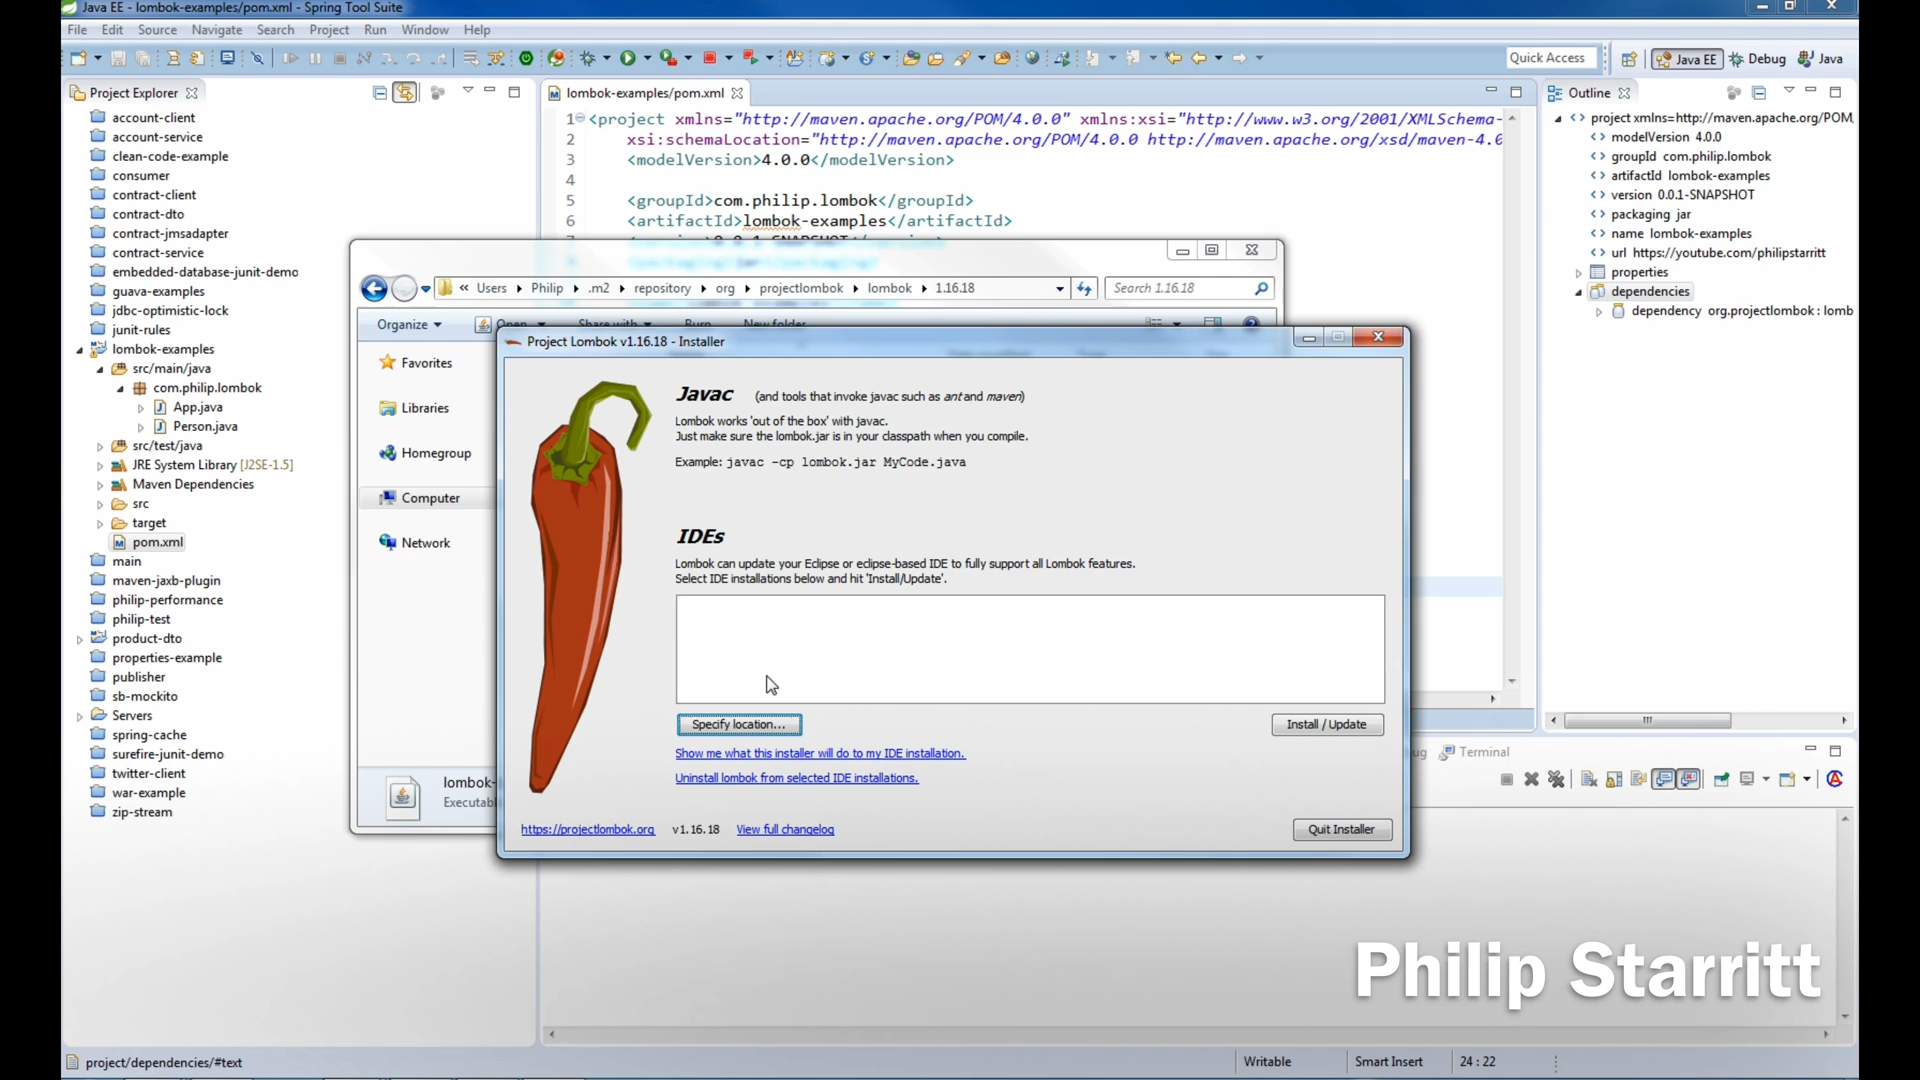 Java EE - lombok-examples/pom.xml - Spring Tool Suite
File Edit Source Navigate Search Project Run Window Help
Quick Access
Java EE Debug Java
Project Explorer
account-client
account-service
clean-code-example
consumer
contract-client
contract-dto
contract-jmsadapter
contract-service
embedded-database-junit-demo
guava-examples
jdbc-optimistic-lock
junit-rules
lombok-examples
src/main/java
com.philip.lombok
App.java
Person.java
src/test/java
JRE System Library [J2SE-1.5]
Maven Dependencies
src
target
pom.xml
main
maven-jaxb-plugin
philip-performance
philip-test
product-dto
properties-example
publisher
sb-mockito
Servers
spring-cache
surefire-junit-demo
twitter-client
war-example
zip-stream
lombok-examples/pom.xml
1 <project xmlns="http://maven.apache.org/POM/4.0.0" xmlns:xsi="http://www.w3.org/2001/XMLSchema-
2 xsi:schemaLocation="http://maven.apache.org/POM/4.0.0 http://maven.apache.org/xsd/maven-4.0
3 <modelVersion>4.0.0</modelVersion>
4
5 <groupId>com.philip.lombok</groupId>
6 <artifactId>lombok-examples</artifactId>
Outline
project xmlns=http://maven.apache.org/POM,
modelVersion 4.0.0
groupId com.philip.lombok
artifactId lombok-examples
version 0.0.1-SNAPSHOT
packaging jar
name lombok-examples
url https://youtube.com/philipstarritt
properties
dependencies
dependency org.projectlombok : lomb
« Users Philip .m2 repository org projectlombok lombok 1.16.18
Search 1.16.18
Organize Open Share with Burn New folder
Favorites
Libraries
Homegroup
Computer
Network
lombok-
Executab
Project Lombok v1.16.18 - Installer
Javac (and tools that invoke javac such as ant and maven)
Lombok works 'out of the box' with javac.
Just make sure the lombok.jar is in your classpath when you compile.
Example: javac -cp lombok.jar MyCode.java
IDEs
Lombok can update your Eclipse or eclipse-based IDE to fully support all Lombok features.
Select IDE installations below and hit 'Install/Update'.
Specify location... Install / Update
Show me what this installer will do to my IDE installation.
Uninstall lombok from selected IDE installations.
https://projectlombok.org v1.16.18 View full changelog
Quit Installer
ug Terminal
Philip Starritt
project/dependencies/#text
Writable Smart Insert 24 : 22